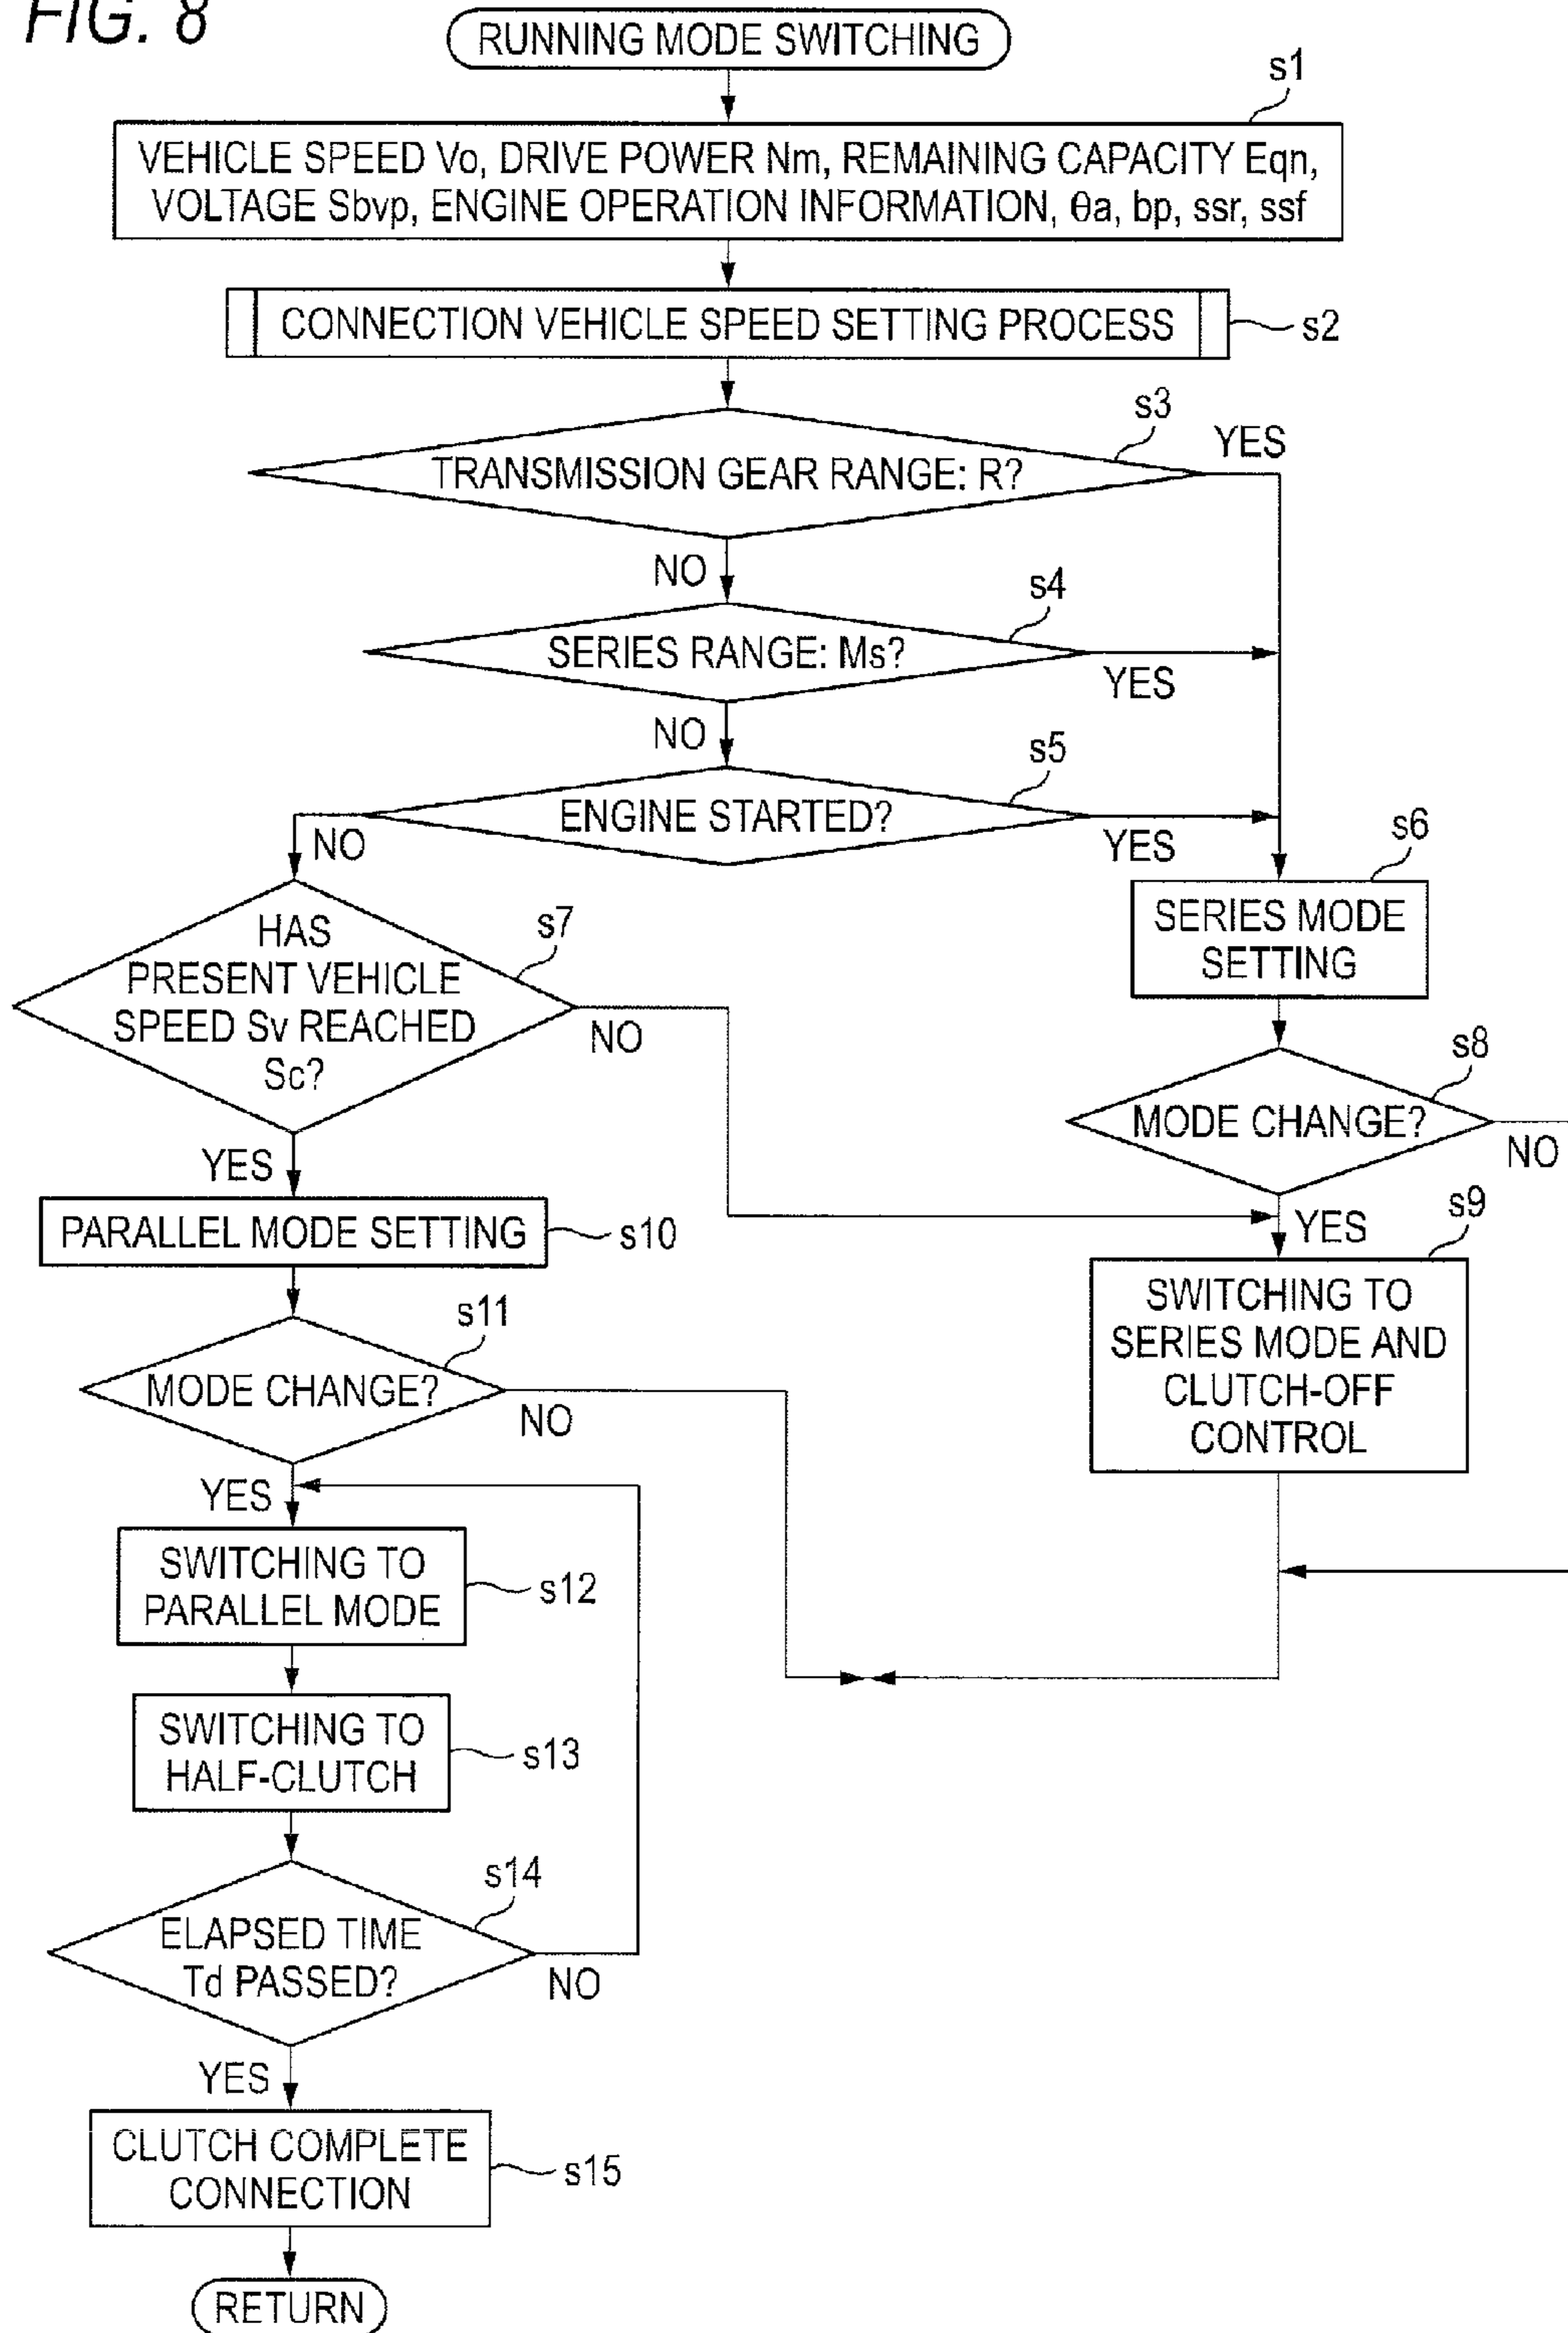 FIG. 8
RUNNING MODE SWITCHING
s1
VEHICLE SPEED Vo, DRIVE POWER Nm, REMAINING CAPACITY Eqn,
VOLTAGE Sbvp, ENGINE OPERATION INFORMATION, θa, bp, ssr, ssf
CONNECTION VEHICLE SPEED SETTING PROCESS
s2
s3
YES
TRANSMISSION GEAR RANGE: R?
NO
s4
SERIES RANGE: Ms?
YES
NO
s5
ENGINE STARTED?
NO
YES
s6
SERIES MODE
SETTING
s7
HAS
PRESENT VEHICLE
SPEED Sv REACHED
Sc?
NO
s8
MODE CHANGE?
NO
YES
YES
s9
PARALLEL MODE SETTING
s10
SWITCHING TO
SERIES MODE AND
CLUTCH-OFF
CONTROL
s11
MODE CHANGE?
NO
YES
SWITCHING TO
PARALLEL MODE
s12
SWITCHING TO
HALF-CLUTCH
s13
s14
ELAPSED TIME
Td PASSED?
NO
YES
CLUTCH COMPLETE
CONNECTION
s15
RETURN